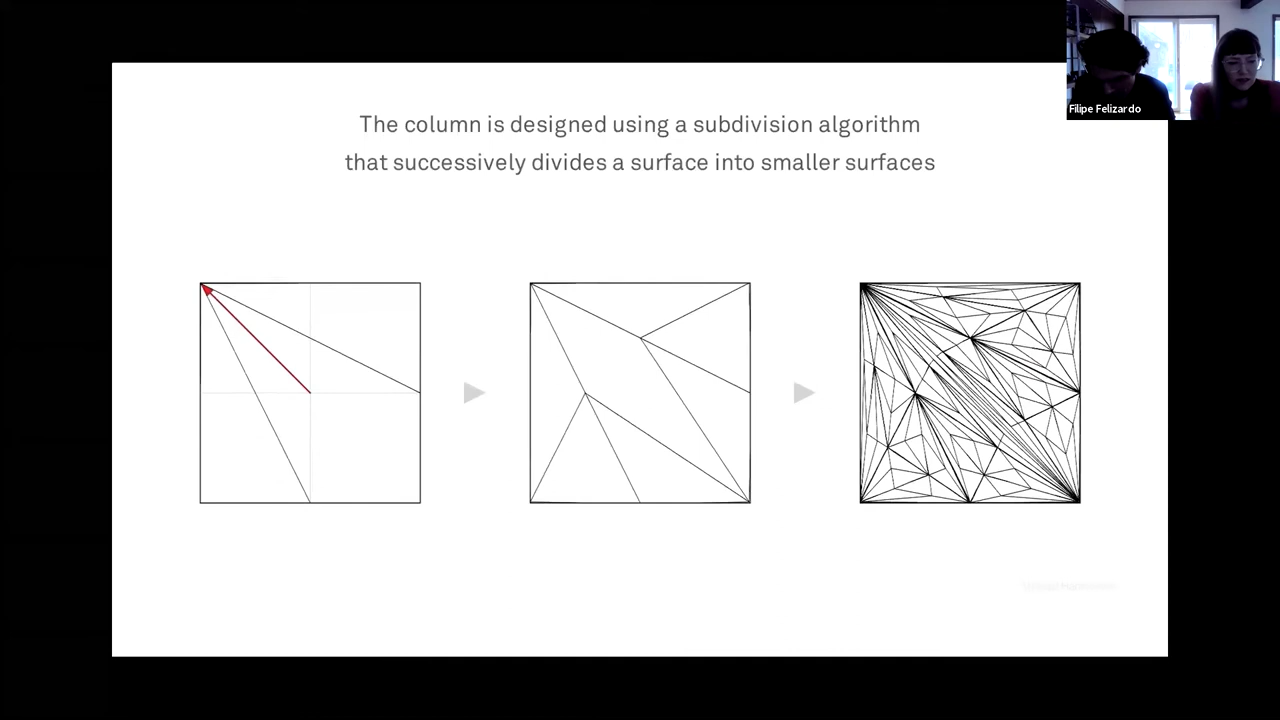 Filipe Felizardo
The column is designed using a subdivision algorithm
that successively divides a surface into smaller surfaces